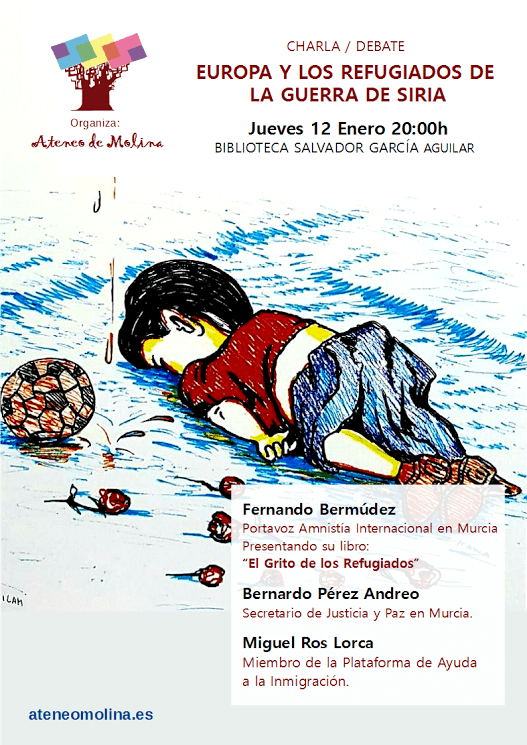 CHARLA / DEBATE
EUROPA Y LOS REFUGIADOS DE
LA GUERRA DE SIRIA
Jueves 12 Enero 20:00h
BIBLIOTECA SALVADOR GARCÍA AGUILAR
Organiza:
Ateneo de Molina
Fernando Bermúdez
Portavoz Amnistía Internacional en Murcia
Presentando su libro:
“El Grito de los Refugiados”
Bernardo Pérez Andreo
Secretario de Justicia y Paz en Murcia.
Miguel Ros Lorca
Miembro de la Plataforma de Ayuda
a la Inmigración.
ateneomolina.es